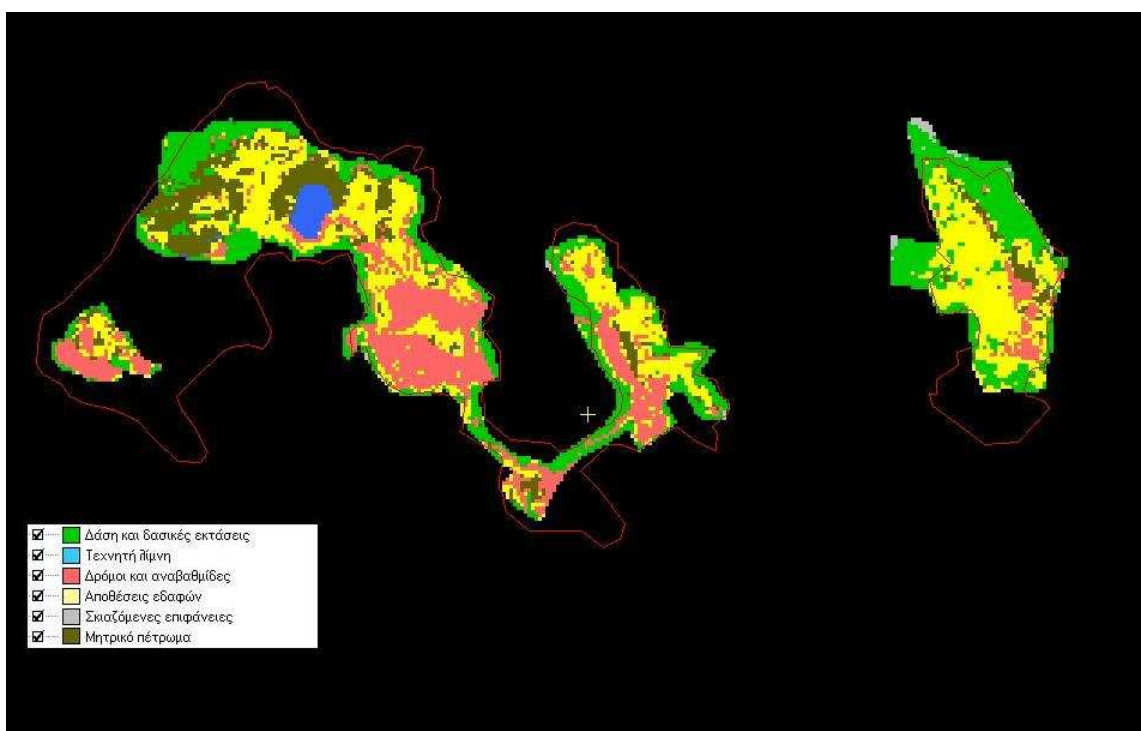 Δάση και δασικές εκτάσεις
Τεχνητή λίμνη
Δρόμοι και αναβαθμίδες
Αποθέσεις εδαφών
Σκιαζόμενες επιφάνειες
Μητρικό πέτρωμα